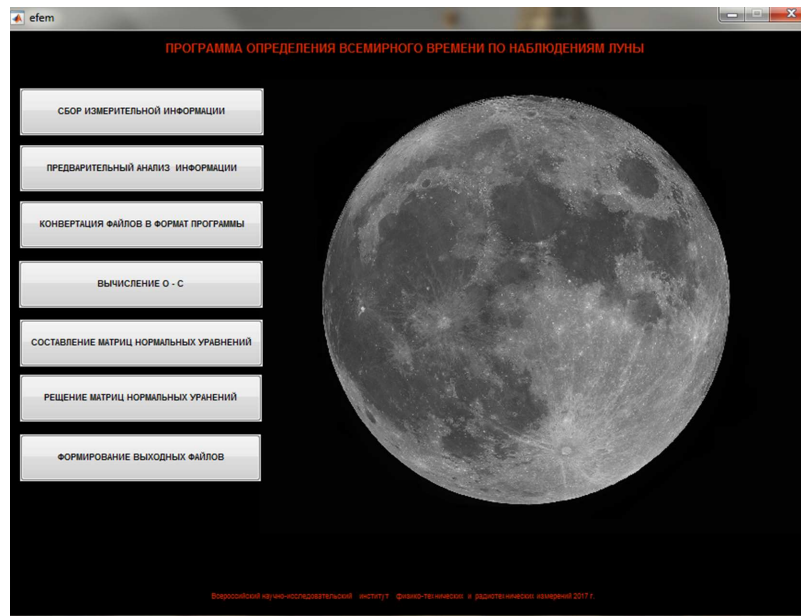 efem
ПРОГРАММА ОПРЕДЕЛЕНИЯ ВСЕМИРНОГО ВРЕМЕНИ ПО НАБЛЮДЕНИЯМ ЛУНЫ
СБОР ИЗМЕРИТЕЛЬНОЙ ИНФОРМАЦИИ
ПРЕДВАРИТЕЛЬНЫЙ АНАЛИЗ ИНФОРМАЦИИ
КОНВЕРТАЦИЯ ФАЙЛОВ В ФОРМАТ ПРОГРАММЫ
ВЫЧИСЛЕНИЕ О - С
СОСТАВЛЕНИЕ МАТРИЦ НОРМАЛЬНЫХ УРАВНЕНИЙ
РЕЩЕНИЕ МАТРИЦ НОРМАЛЬНЫХ УРАНЕНИЙ
ФОРМИРОВАНИЕ ВЫХОДНЫХ ФАЙЛОВ
Всероссийский научно-исследовательский институт физико-технических и радиотехнических измерений 2017 г.